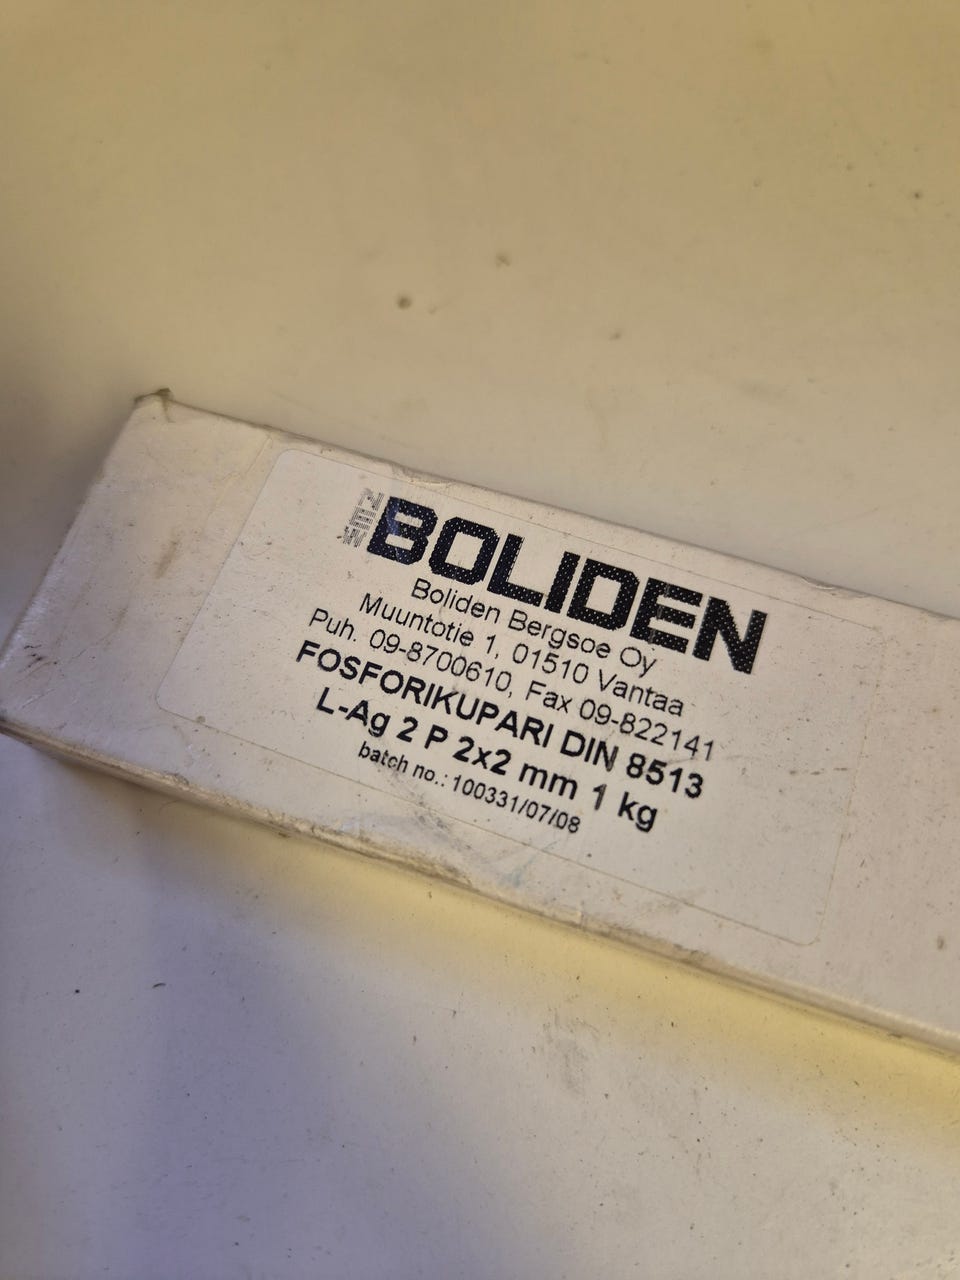 NEW BOLIDEN
Boliden Bergsoe Oy
Muuntotie 1, 01510 Vantaa
Puh. 09-8700610, Fax 09-822141
FOSFORIKUPARI DIN 8513
L-Ag 2 P 2x2 mm 1 kg
batch no.: 100331/07/08